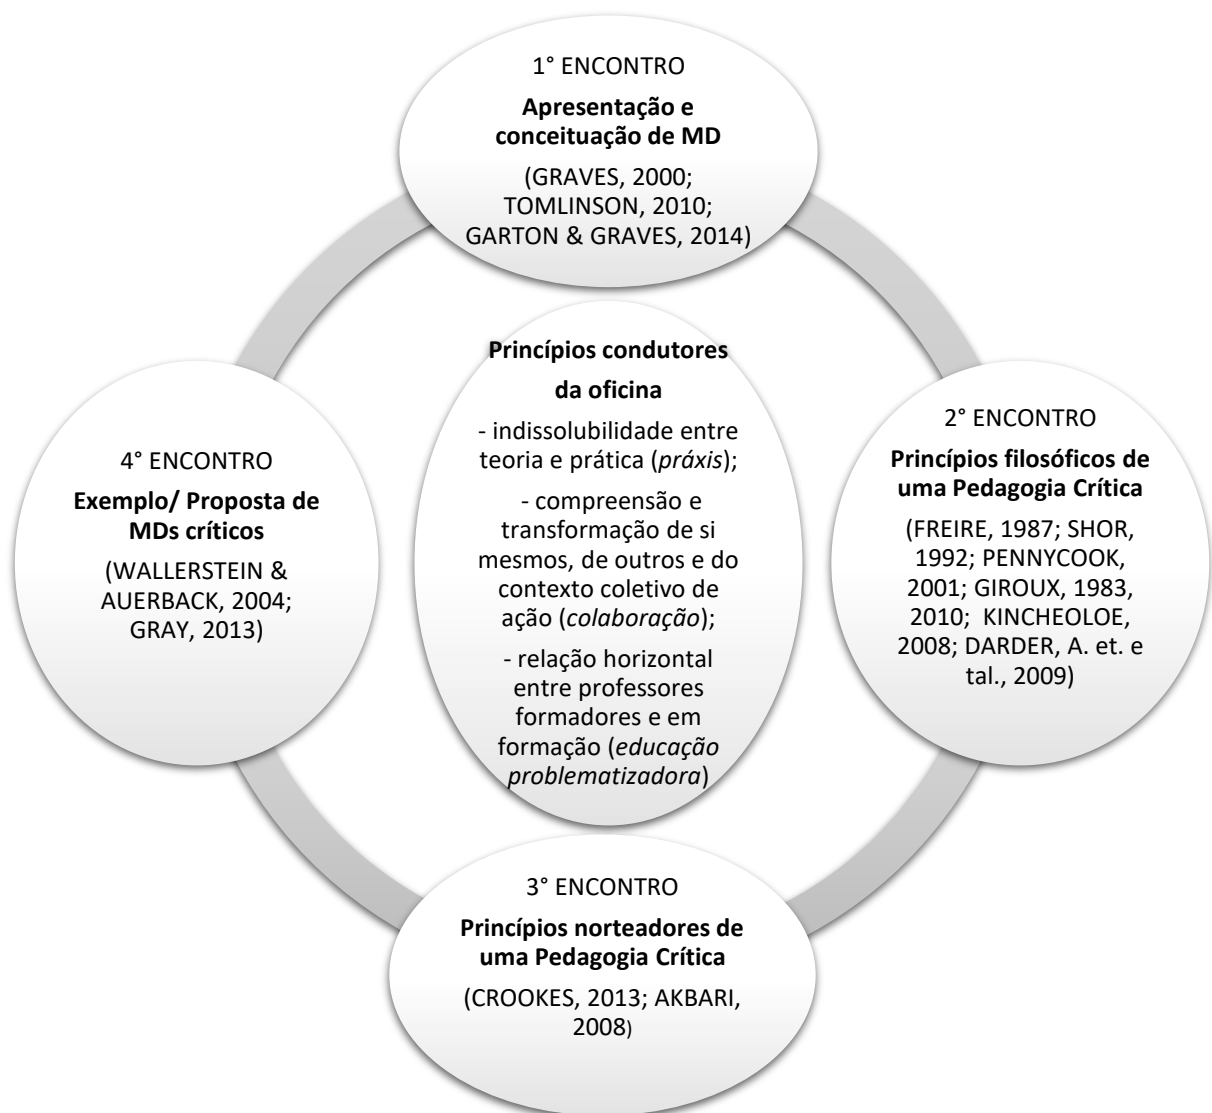 1° ENCONTRO
Apresentação e
conceituação de MD
(GRAVES, 2000;
TOMLINSON, 2010;
GARTON & GRAVES, 2014)
Princípios condutores
da oficina
- indissolubilidade entre
teoria e prática (práxis);
- compreensão e
transformação de si
mesmos, de outros e do
contexto coletivo de
ação (colaboração);
- relação horizontal
entre professores
formadores e em
formação (educação
problematizadora)
2° ENCONTRO
Princípios filosóficos de
uma Pedagogia Crítica
(FREIRE, 1987; SHOR,
1992; PENNYCOOK,
2001; GIROUX, 1983,
2010;  KINCHEOLOE,
2008; DARDER, A. et. e
tal., 2009)
3° ENCONTRO
Princípios norteadores de
uma Pedagogia Crítica
(CROOKES, 2013; AKBARI,
2008)
4° ENCONTRO
Exemplo/ Proposta de
MDs críticos
(WALLERSTEIN &
AUERBACK, 2004;
GRAY, 2013)